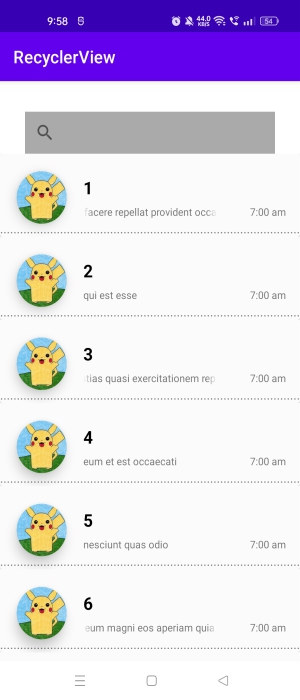 9:58
44.0
KB/S
54
RecyclerView
1
facere repellat provident occa
7:00 am
2
qui est esse
7:00 am
3
tias quasi exercitationem rep
7:00 am
4
eum et est occaecati
7:00 am
5
nesciunt quas odio
7:00 am
6
eum magni eos aperiam quia
7:00 am